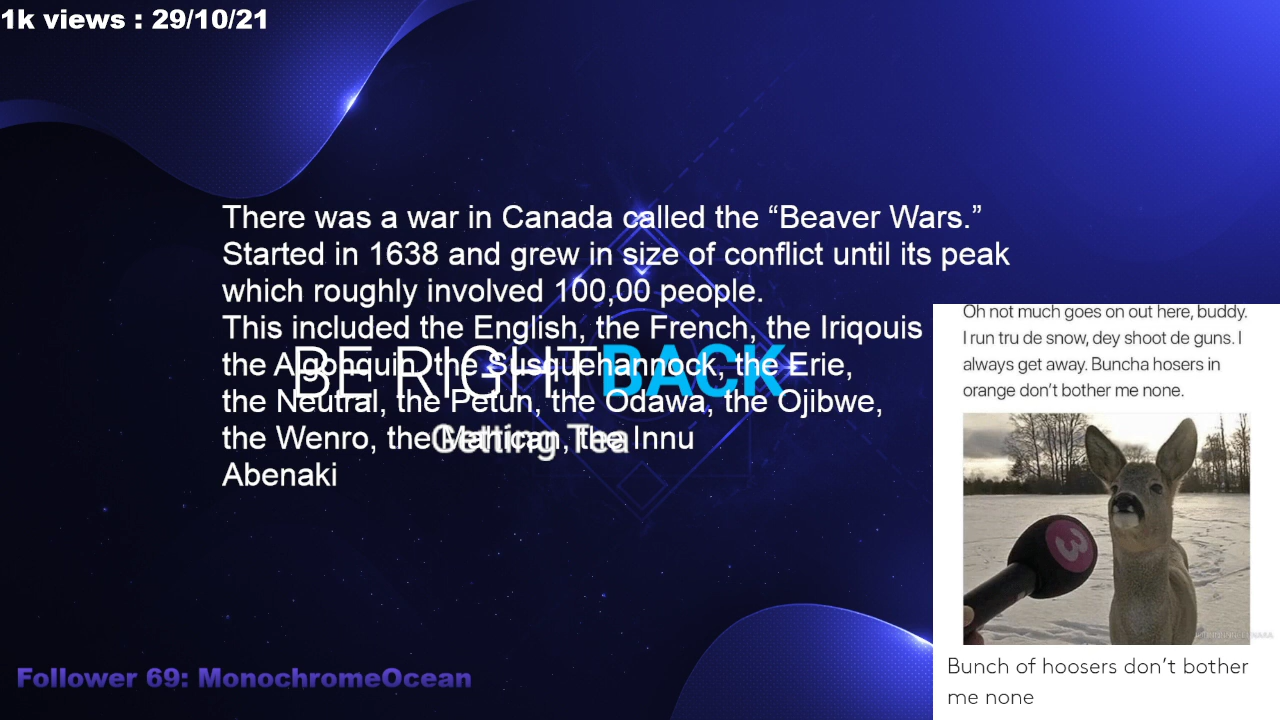 1k views : 29/10/21
There was a war in Canada called the “Beaver Wars.”
Started in 1638 and grew in size of conflict until its peak
which roughly involved 100,00 people.
This included the English, the French, the Iriqouis
the Algonquin, the Susquehannock, the Erie,
the Neutral, the Petun, the Odawa, the Ojibwe,
the Wenro, the Mahican, the Innu
Abenaki
BE RIGHT BACK
Getting Tea
Oh not much goes on out here, buddy.
I run tru de snow, dey shoot de guns. I
always get away. Buncha hosers in
orange don’t bother me none.
3
Bunch of hoosers don’t bother
me none
Follower 69: MonochromeOcean